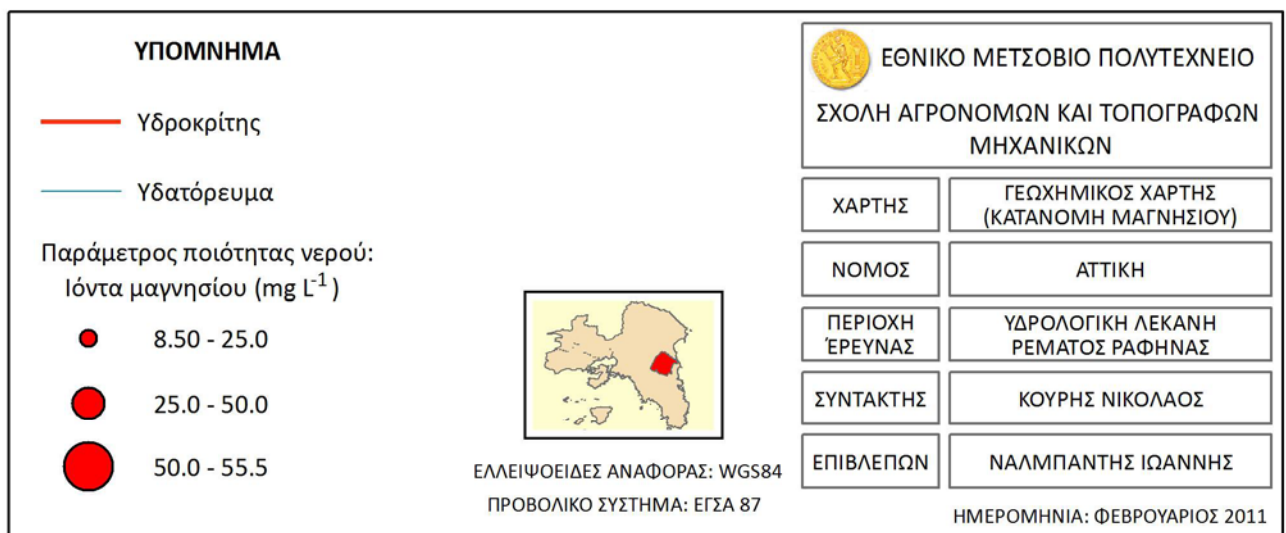 ΥΠΟΜΝΗΜΑ
Υδροκρίτης
Υδατόρευμα
Παράμετρος ποιότητας νερού:
Ιόντα μαγνησίου (mg L⁻¹)
8.50 - 25.0
25.0 - 50.0
50.0 - 55.5
ΕΛΛΕΙΨΟΕΙΔΕΣ ΑΝΑΦΟΡΑΣ: WGS84
ΠΡΟΒΟΛΙΚΟ ΣΥΣΤΗΜΑ: ΕΓΣΑ 87
ΕΘΝΙΚΟ ΜΕΤΣΟΒΙΟ ΠΟΛΥΤΕΧΝΕΙΟ
ΣΧΟΛΗ ΑΓΡΟΝΟΜΩΝ ΚΑΙ ΤΟΠΟΓΡΑΦΩΝ
ΜΗΧΑΝΙΚΩΝ
ΧΑΡΤΗΣ
ΓΕΩΧΗΜΙΚΟΣ ΧΑΡΤΗΣ
(ΚΑΤΑΝΟΜΗ ΜΑΓΝΗΣΙΟΥ)
ΝΟΜΟΣ
ΑΤΤΙΚΗ
ΠΕΡΙΟΧΗ
ΈΡΕΥΝΑΣ
ΥΔΡΟΛΟΓΙΚΗ ΛΕΚΑΝΗ
ΡΕΜΑΤΟΣ ΡΑΦΗΝΑΣ
ΣΥΝΤΑΚΤΗΣ
ΚΟΥΡΗΣ ΝΙΚΟΛΑΟΣ
ΕΠΙΒΛΕΠΩΝ
ΝΑΛΜΠΑΝΤΗΣ ΙΩΑΝΝΗΣ
ΗΜΕΡΟΜΗΝΙΑ: ΦΕΒΡΟΥΑΡΙΟΣ 2011